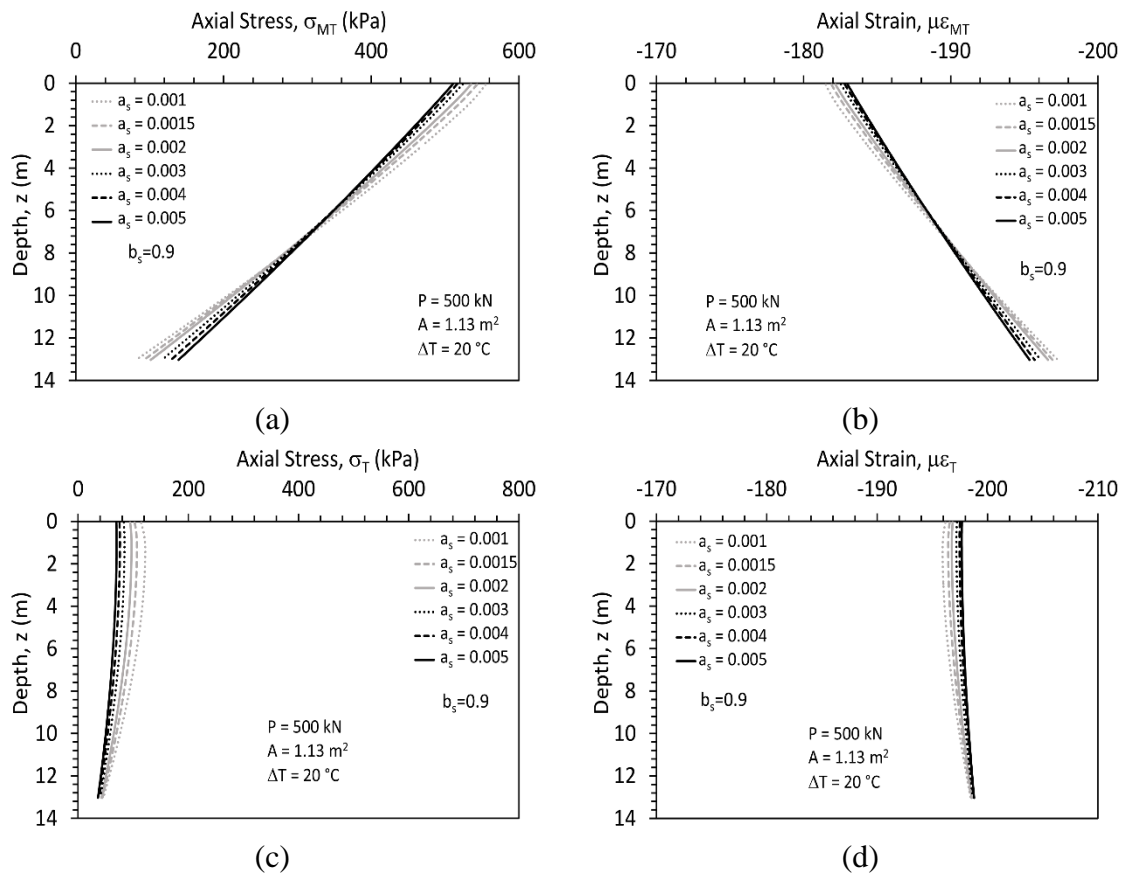 Axial Stress, σMT (kPa)
0 200 400 600
0
2
4
6
8
10
12
14
Depth, z (m)
as = 0.001
as = 0.0015
as = 0.002
as = 0.003
as = 0.004
as = 0.005
bs=0.9
P = 500 kN
A = 1.13 m2
ΔT = 20 °C
(a)
Axial Strain, μεMT
-170 -180 -190 -200
0
2
4
6
8
10
12
14
Depth, z (m)
as = 0.001
as = 0.0015
as = 0.002
as = 0.003
as = 0.004
as = 0.005
bs=0.9
P = 500 kN
A = 1.13 m2
ΔT = 20 °C
(b)
Axial Stress, σT (kPa)
0 200 400 600 800
0
2
4
6
8
10
12
14
Depth, z (m)
as = 0.001
as = 0.0015
as = 0.002
as = 0.003
as = 0.004
as = 0.005
bs=0.9
P = 500 kN
A = 1.13 m2
ΔT = 20 °C
(c)
Axial Strain, μεT
-170 -180 -190 -200 -210
0
2
4
6
8
10
12
14
Depth, z (m)
as = 0.001
as = 0.0015
as = 0.002
as = 0.003
as = 0.004
as = 0.005
bs=0.9
P = 500 kN
A = 1.13 m2
ΔT = 20 °C
(d)